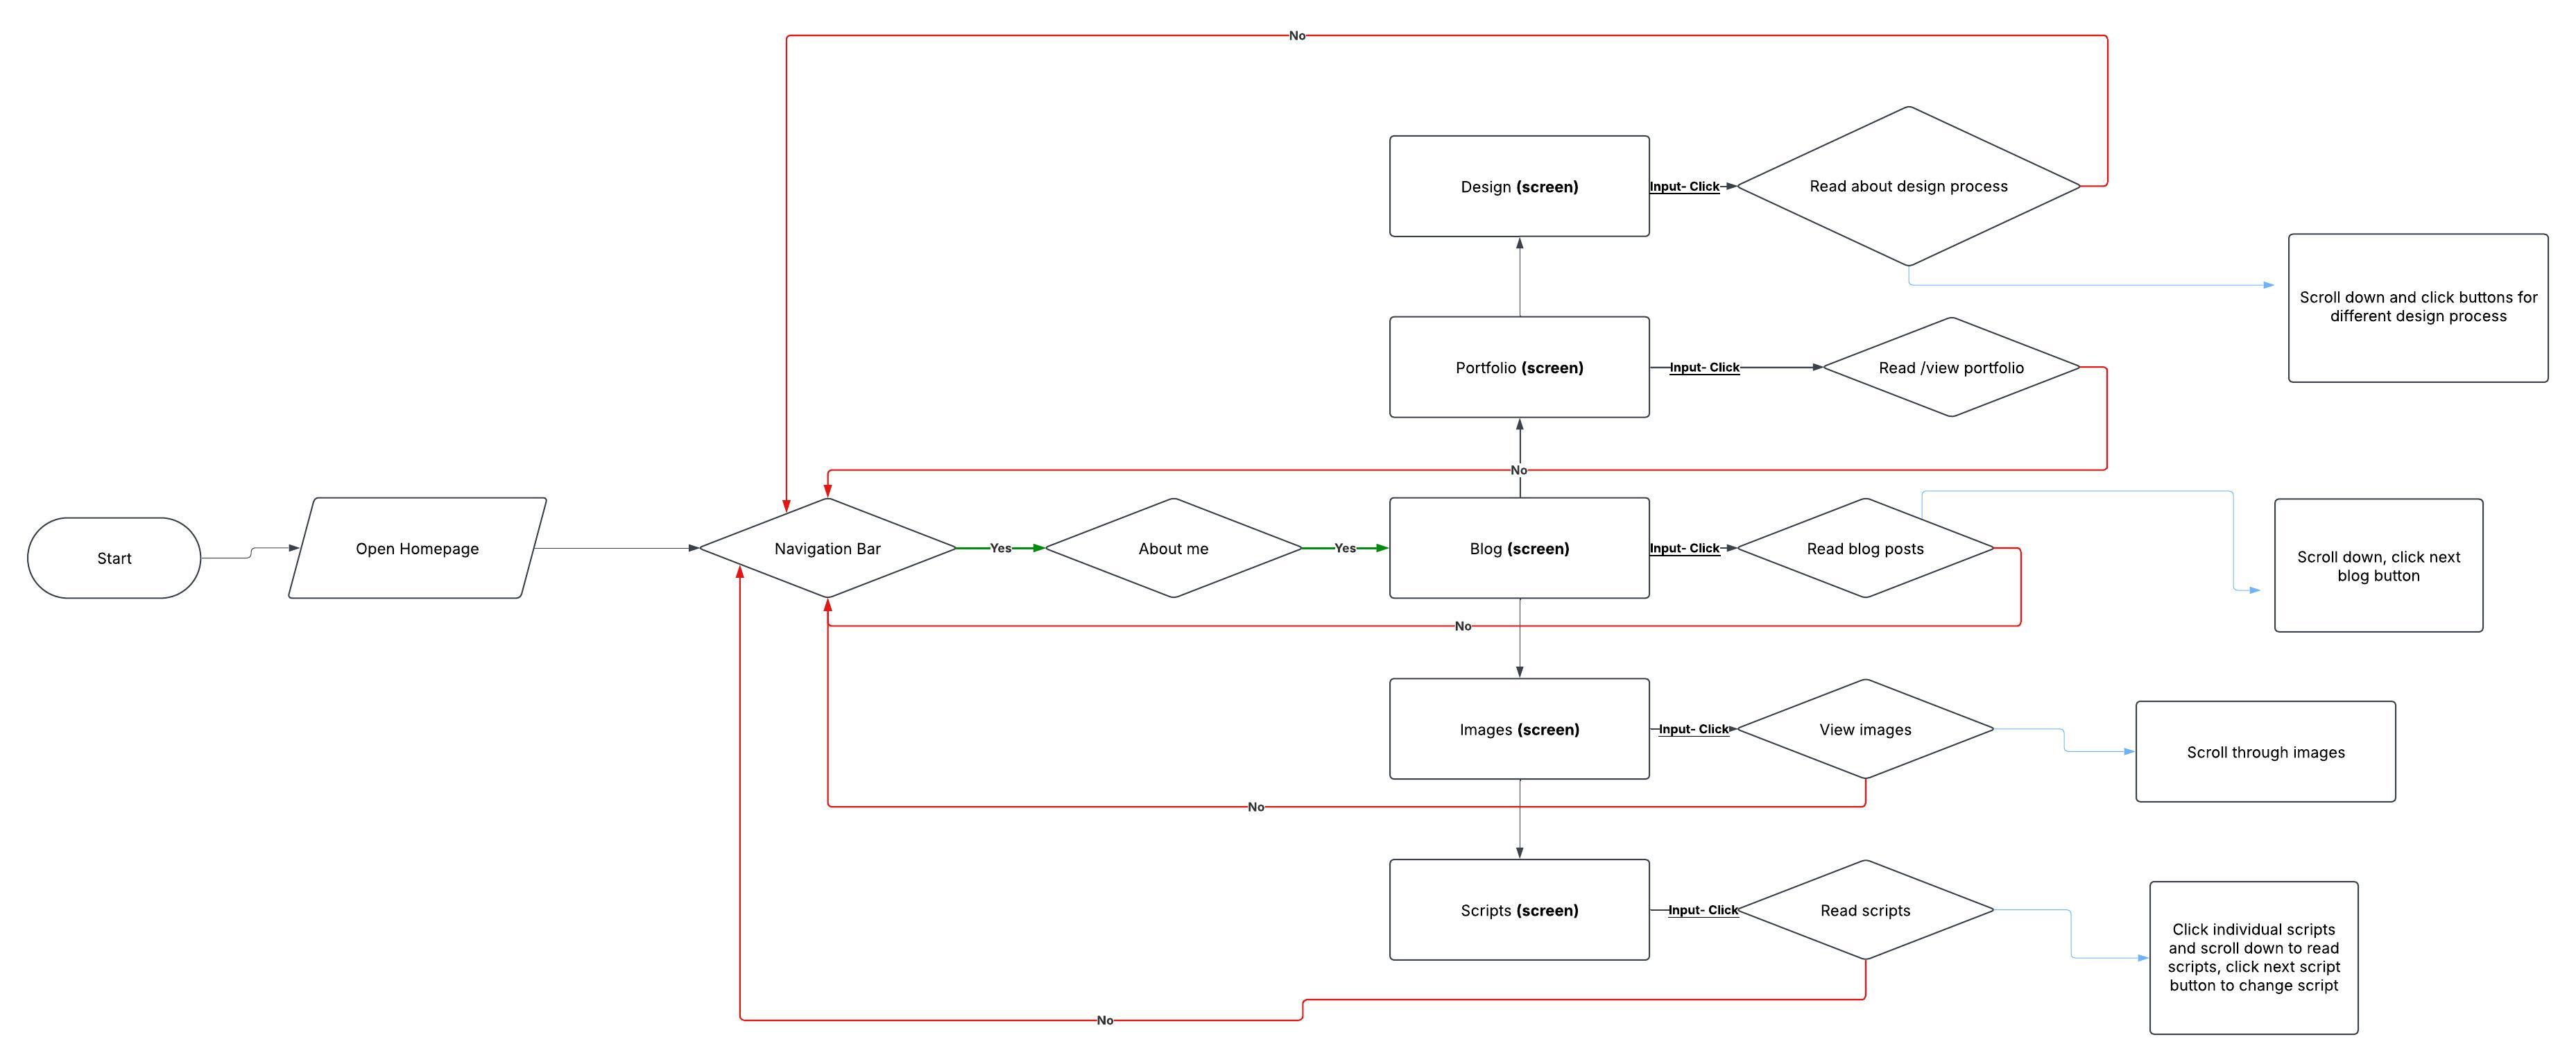 No
Design (screen)
Input- Click
Read about design process
Scroll down and click buttons for
different design process
Portfolio (screen)
Input- Click
Read /view portfolio
No
Start
Open Homepage
Navigation Bar
Yes
About me
Yes
Blog (screen)
Input- Click
Read blog posts
Scroll down, click next
blog button
No
Images (screen)
Input- Click
View images
Scroll through images
No
Scripts (screen)
Input- Click
Read scripts
Click individual scripts
and scroll down to read
scripts, click next script
button to change script
No